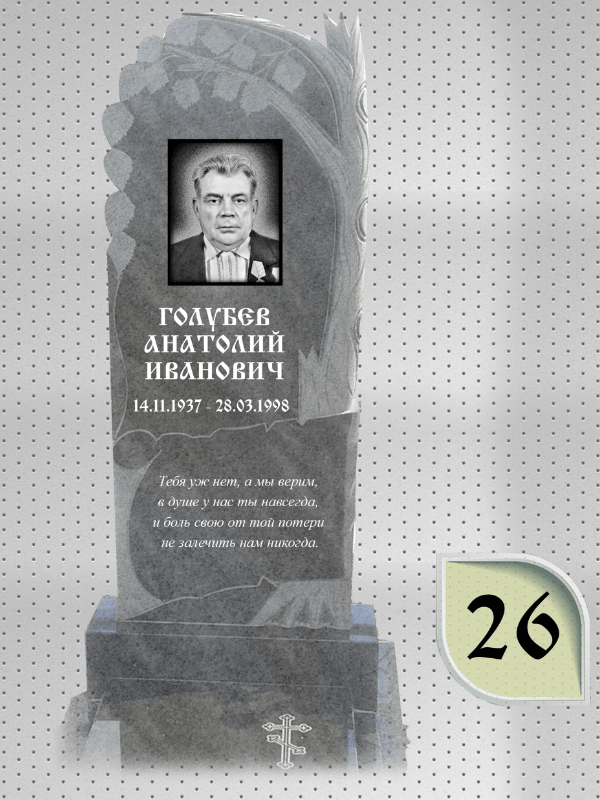 ГОЛУБЕВ
АНАТОЛИЙ
ИВАНОВИЧ
14.11.1937 - 28.03.1998
Тебя уж нет, а мы верим,
в душе у нас ты навсегда,
и боль свою от той потери
не залечить нам никогда.
26